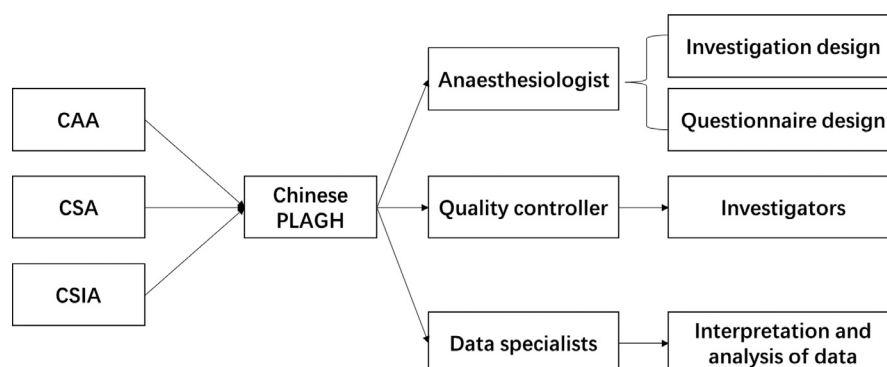 CAA
CSA
CSIA
Chinese
PLAGH
Anaesthesiologist
Quality controller
Data specialists
Investigation design
Questionnaire design
Investigators
Interpretation and
analysis of data